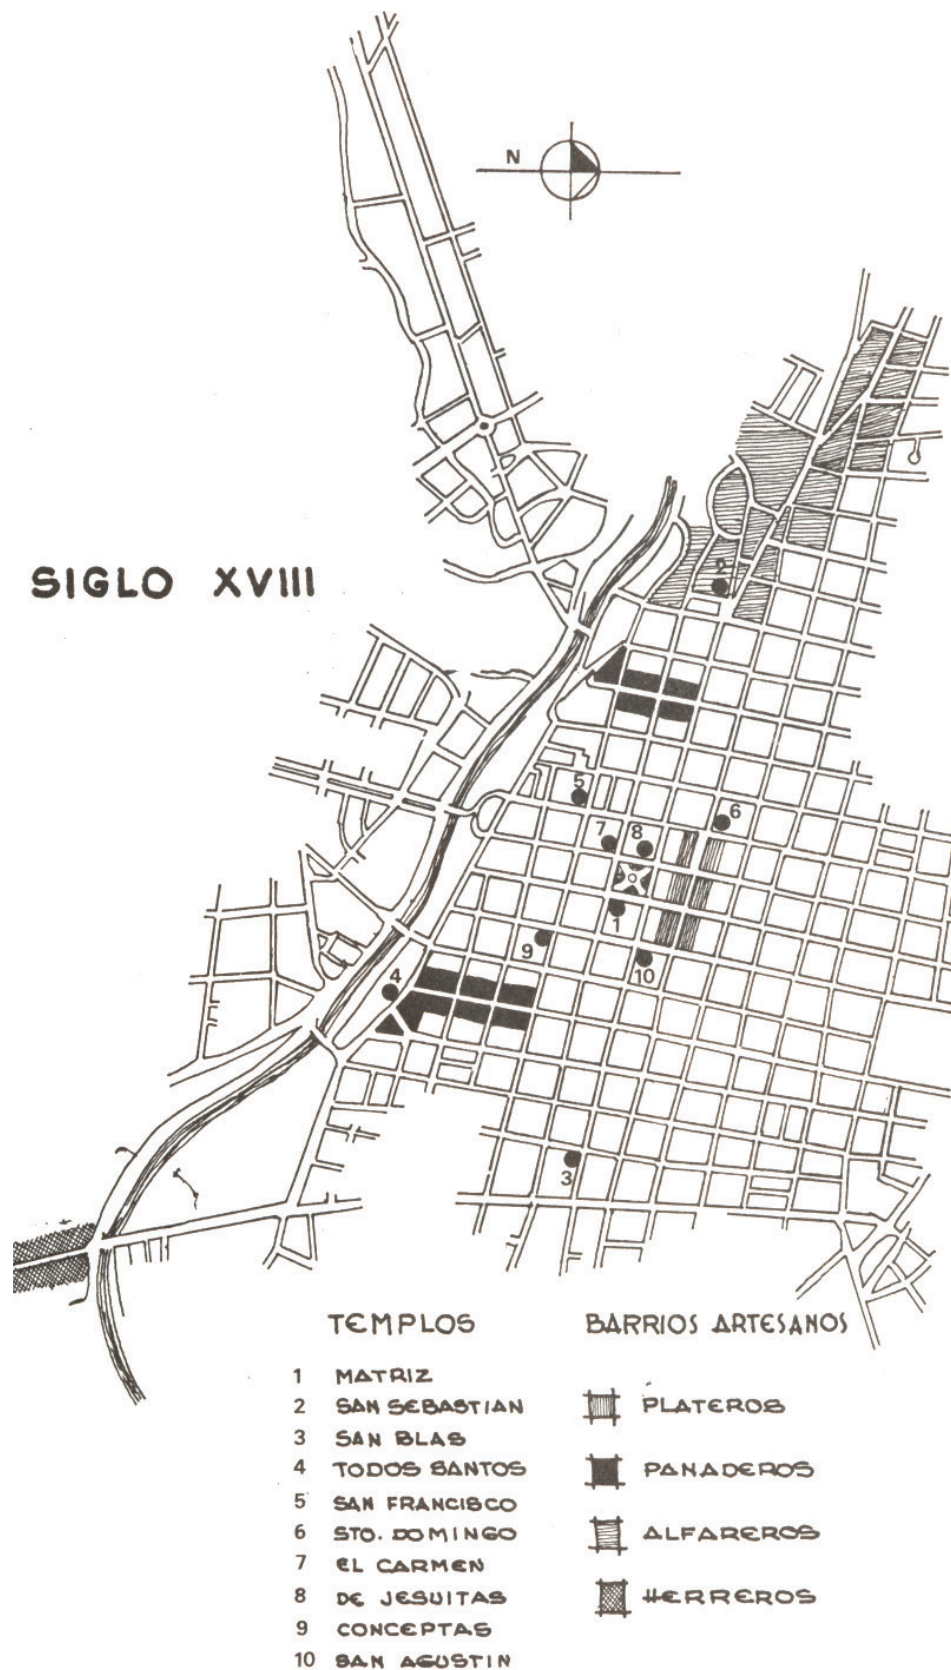 N
SIGLO XVIII
2
5
6
7
8
1
9
10
4
3
TEMPLOS
1 MATRIZ
2 SAN SEBASTIAN
3 SAN BLAS
4 TODOS SANTOS
5 SAN FRANCISCO
6 STO. DOMINGO
7 EL CARMEN
8 DE JESUITAS
9 CONCEPTAS
10 SAN AGUSTIN
BARRIOS ARTESANOS
PLATEROS
PANADEROS
ALFAREROS
HERREROS